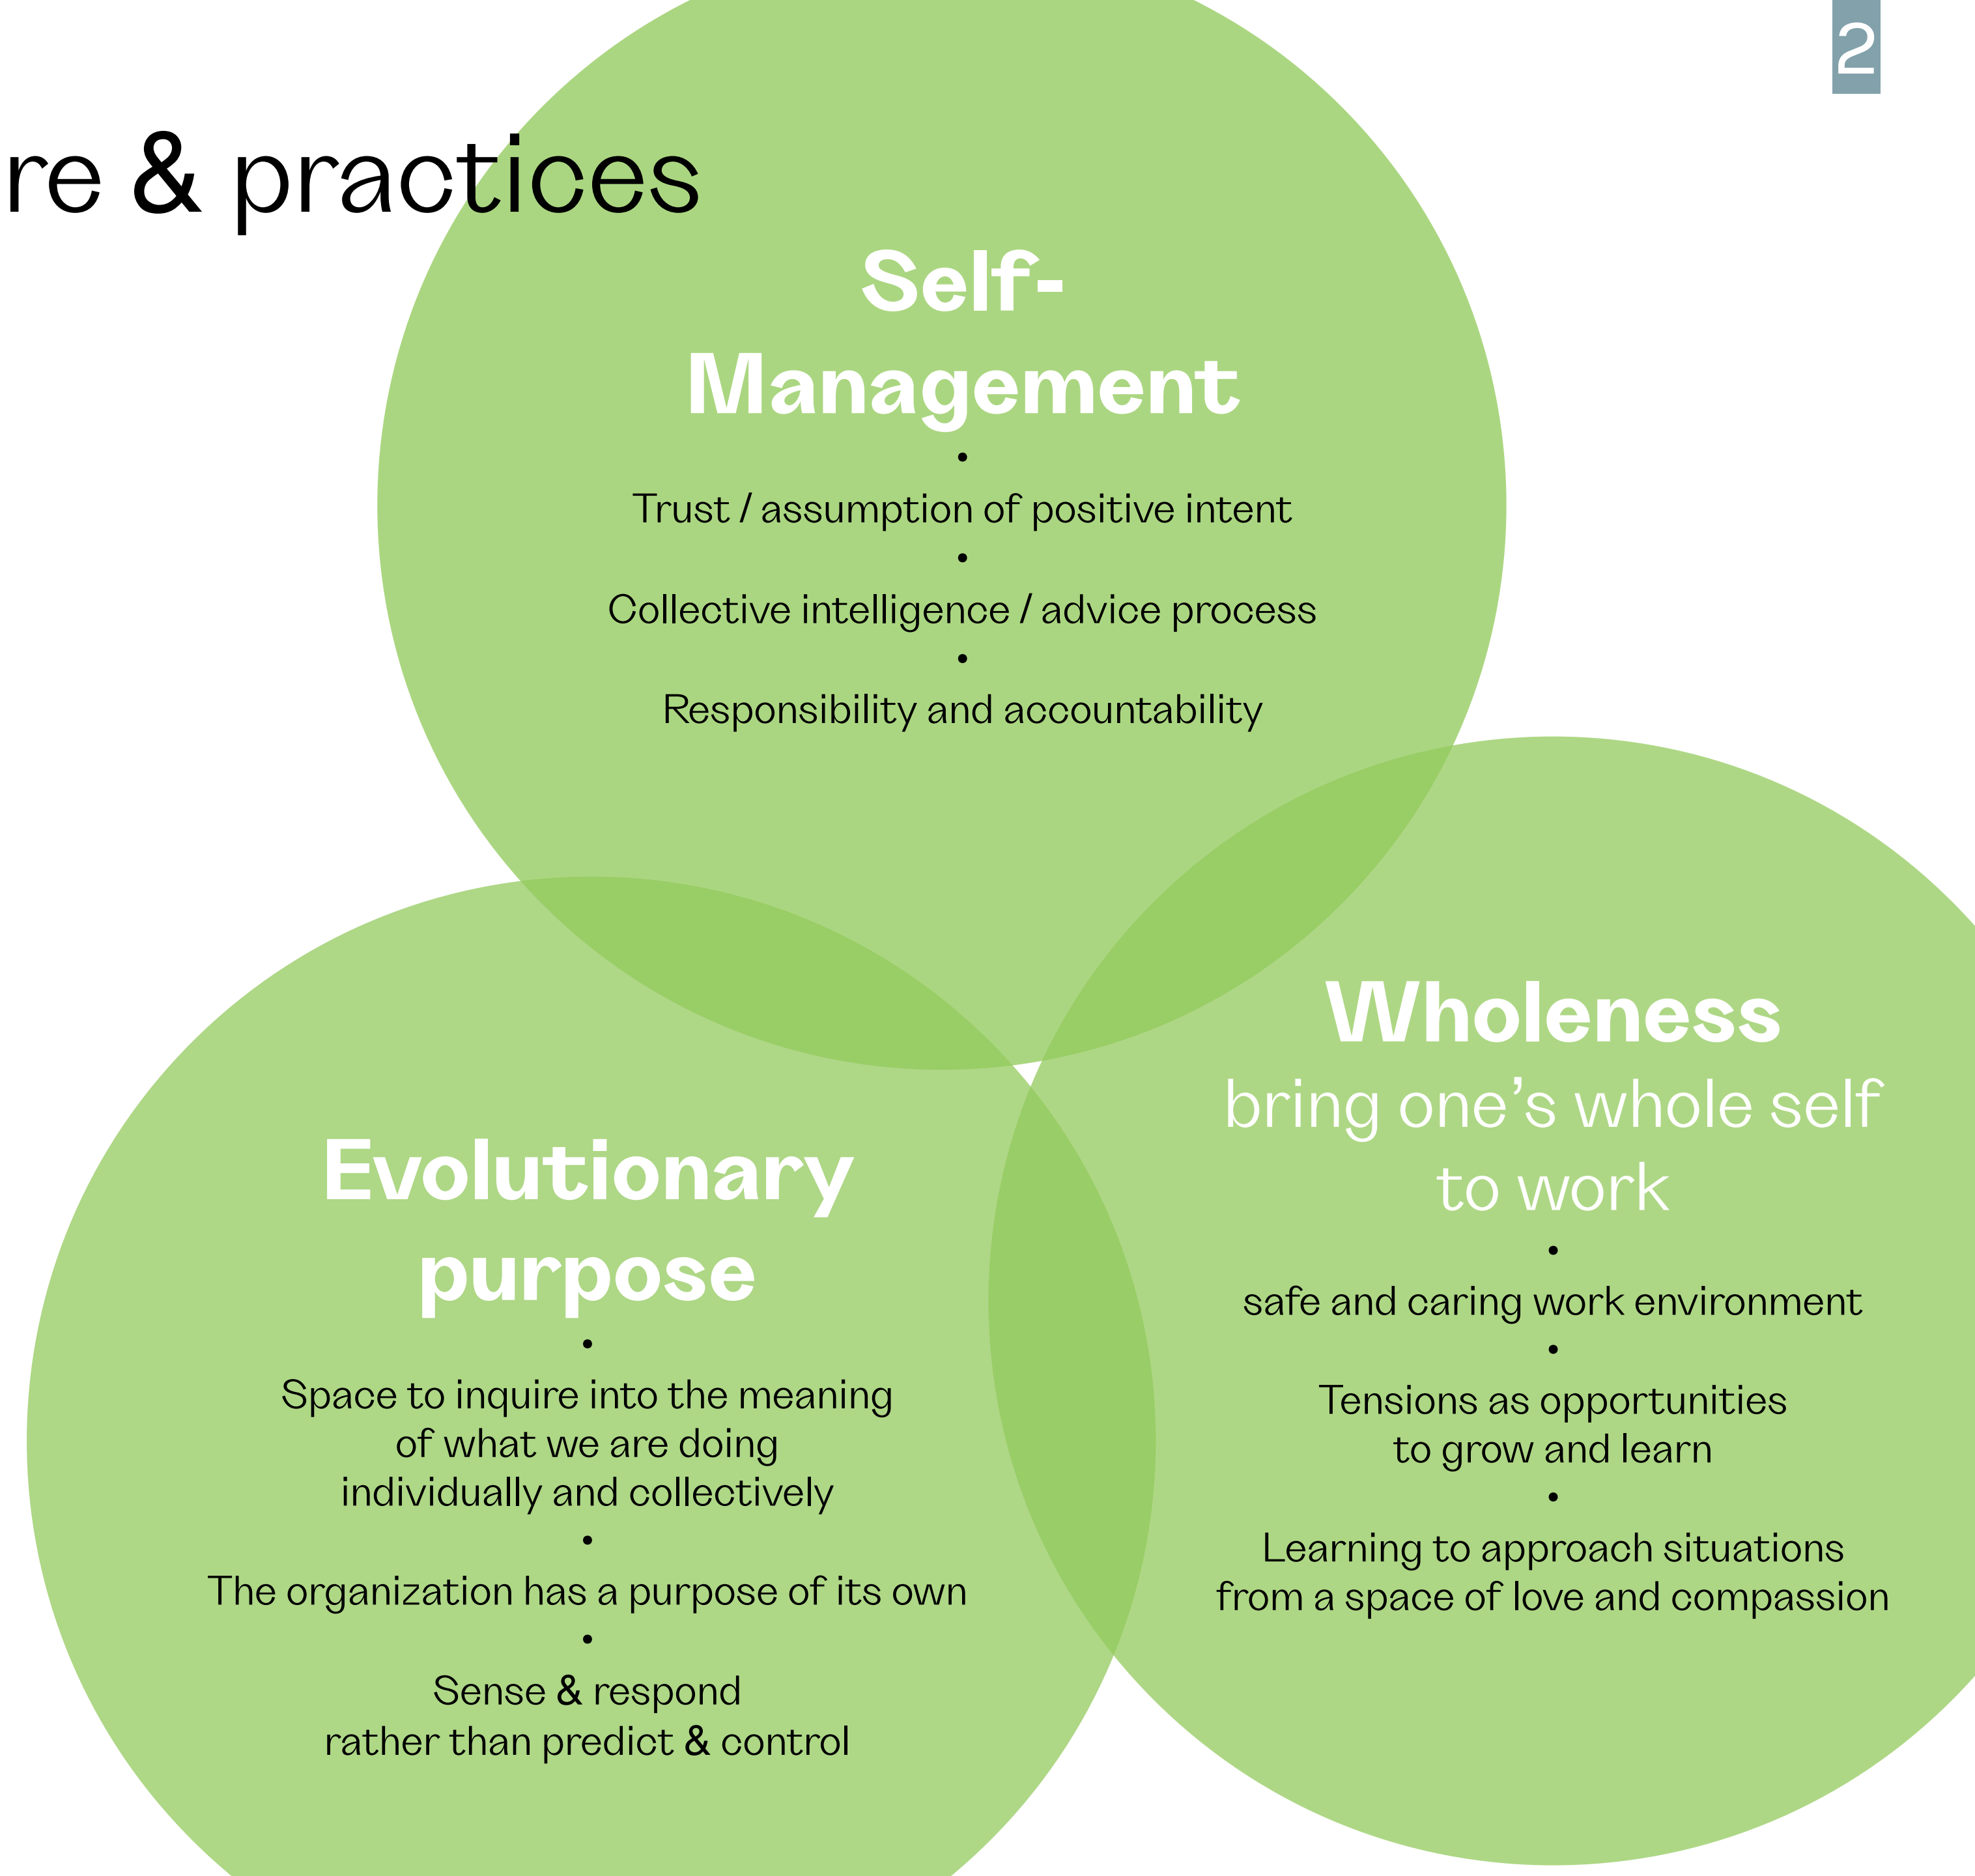 2
re & practices
Self-
Management
•
Trust / assumption of positive intent
•
Collective intelligence / advice process
•
Responsibility and accountability
Wholeness
bring one’s whole self
to work
•
safe and caring work environment
•
Tensions as opportunities
to grow and learn
•
Learning to approach situations
from a space of love and compassion
Evolutionary
purpose
•
Space to inquire into the meaning
of what we are doing
individually and collectively
•
The organization has a purpose of its own
•
Sense & respond
rather than predict & control